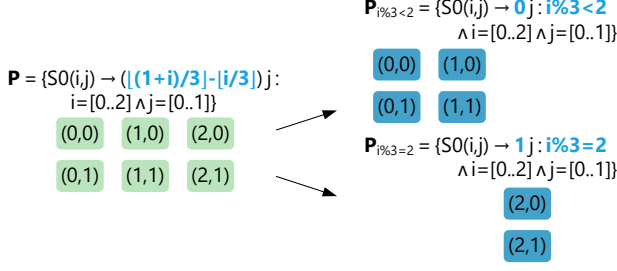 P = {S0(i,j) → (⌊(1+i)/3⌋-⌊i/3⌋) j :
i=[0..2] ∧ j=[0..1]}
(0,0) (1,0) (2,0)
(0,1) (1,1) (2,1)
P_{i%3<2} = {S0(i,j) → 0 j : i%3<2
∧ i=[0..2] ∧ j=[0..1]}
(0,0) (1,0)
(0,1) (1,1)
P_{i%3=2} = {S0(i,j) → 1 j : i%3=2
∧ i=[0..2] ∧ j=[0..1]}
(2,0)
(2,1)